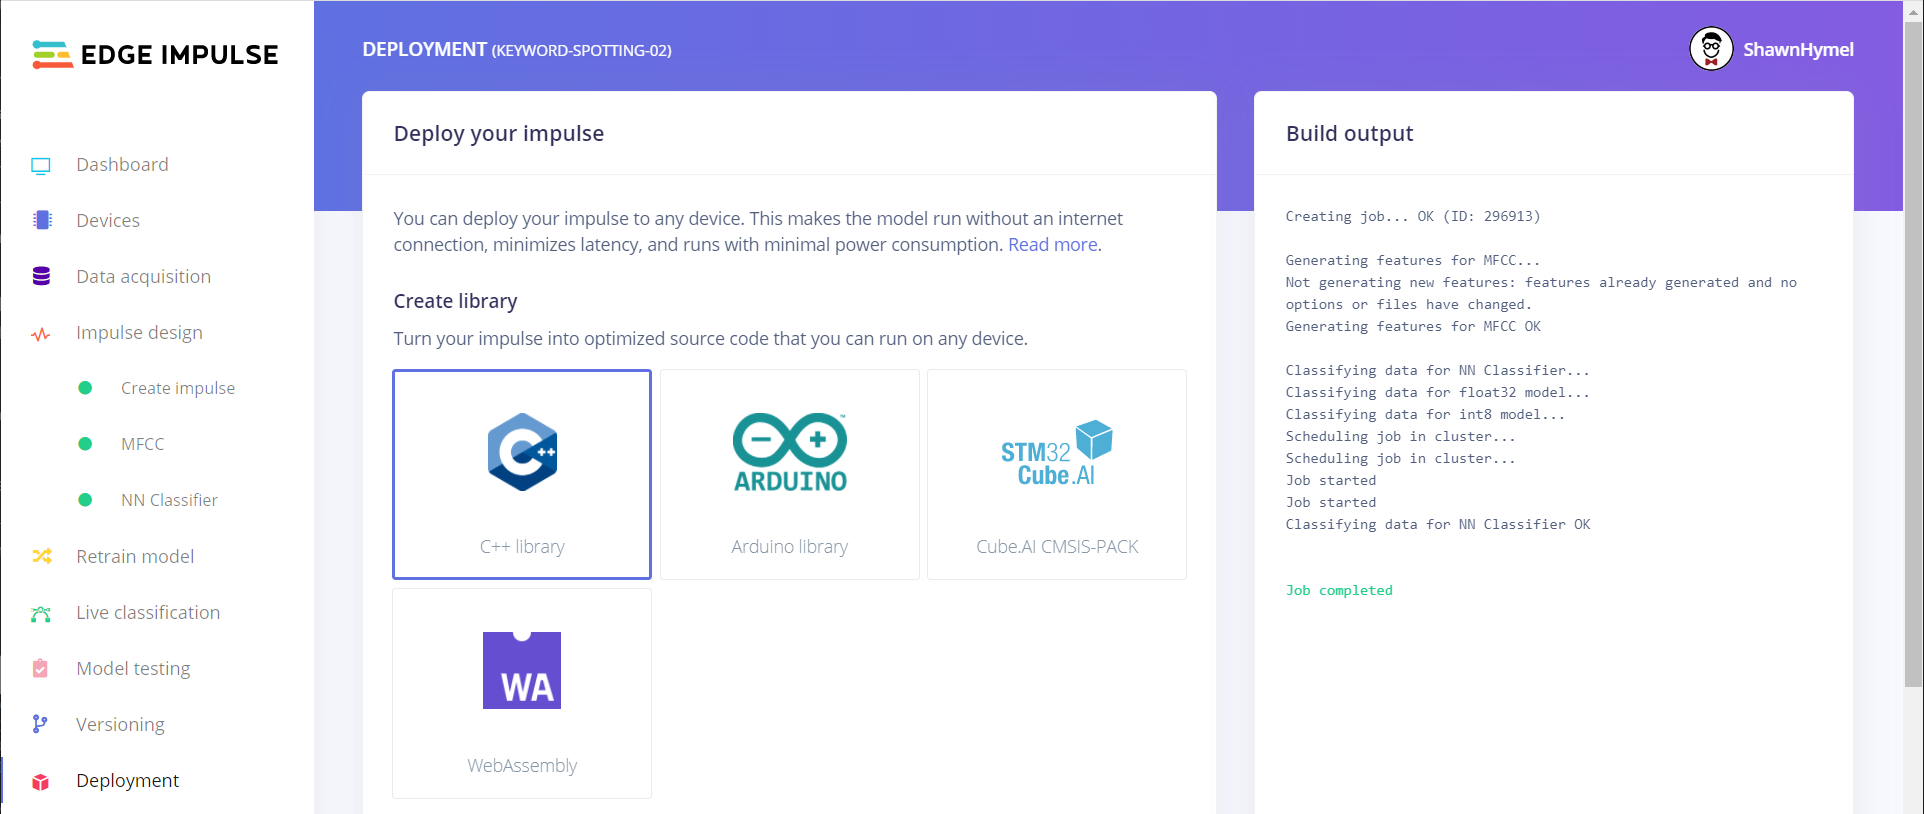 EDGE IMPULSE
Dashboard
Devices
Data acquisition
Impulse design
Create impulse
MFCC
NN Classifier
Retrain model
Live classification
Model testing
Versioning
Deployment
DEPLOYMENT (KEYWORD-SPOTTING-02)
ShawnHymel
Deploy your impulse
You can deploy your impulse to any device. This makes the model run without an internet
connection, minimizes latency, and runs with minimal power consumption. Read more.
Create library
Turn your impulse into optimized source code that you can run on any device.
C++
C++ library
ARDUINO
™
Arduino library
STM32
Cube.AI
Cube.AI CMSIS-PACK
WA
WebAssembly
Build output
Creating job... OK (ID: 296913)
Generating features for MFCC...
Not generating new features: features already generated and no
options or files have changed.
Generating features for MFCC OK
Classifying data for NN Classifier...
Classifying data for float32 model...
Classifying data for int8 model...
Scheduling job in cluster...
Scheduling job in cluster...
Job started
Job started
Classifying data for NN Classifier OK
Job completed